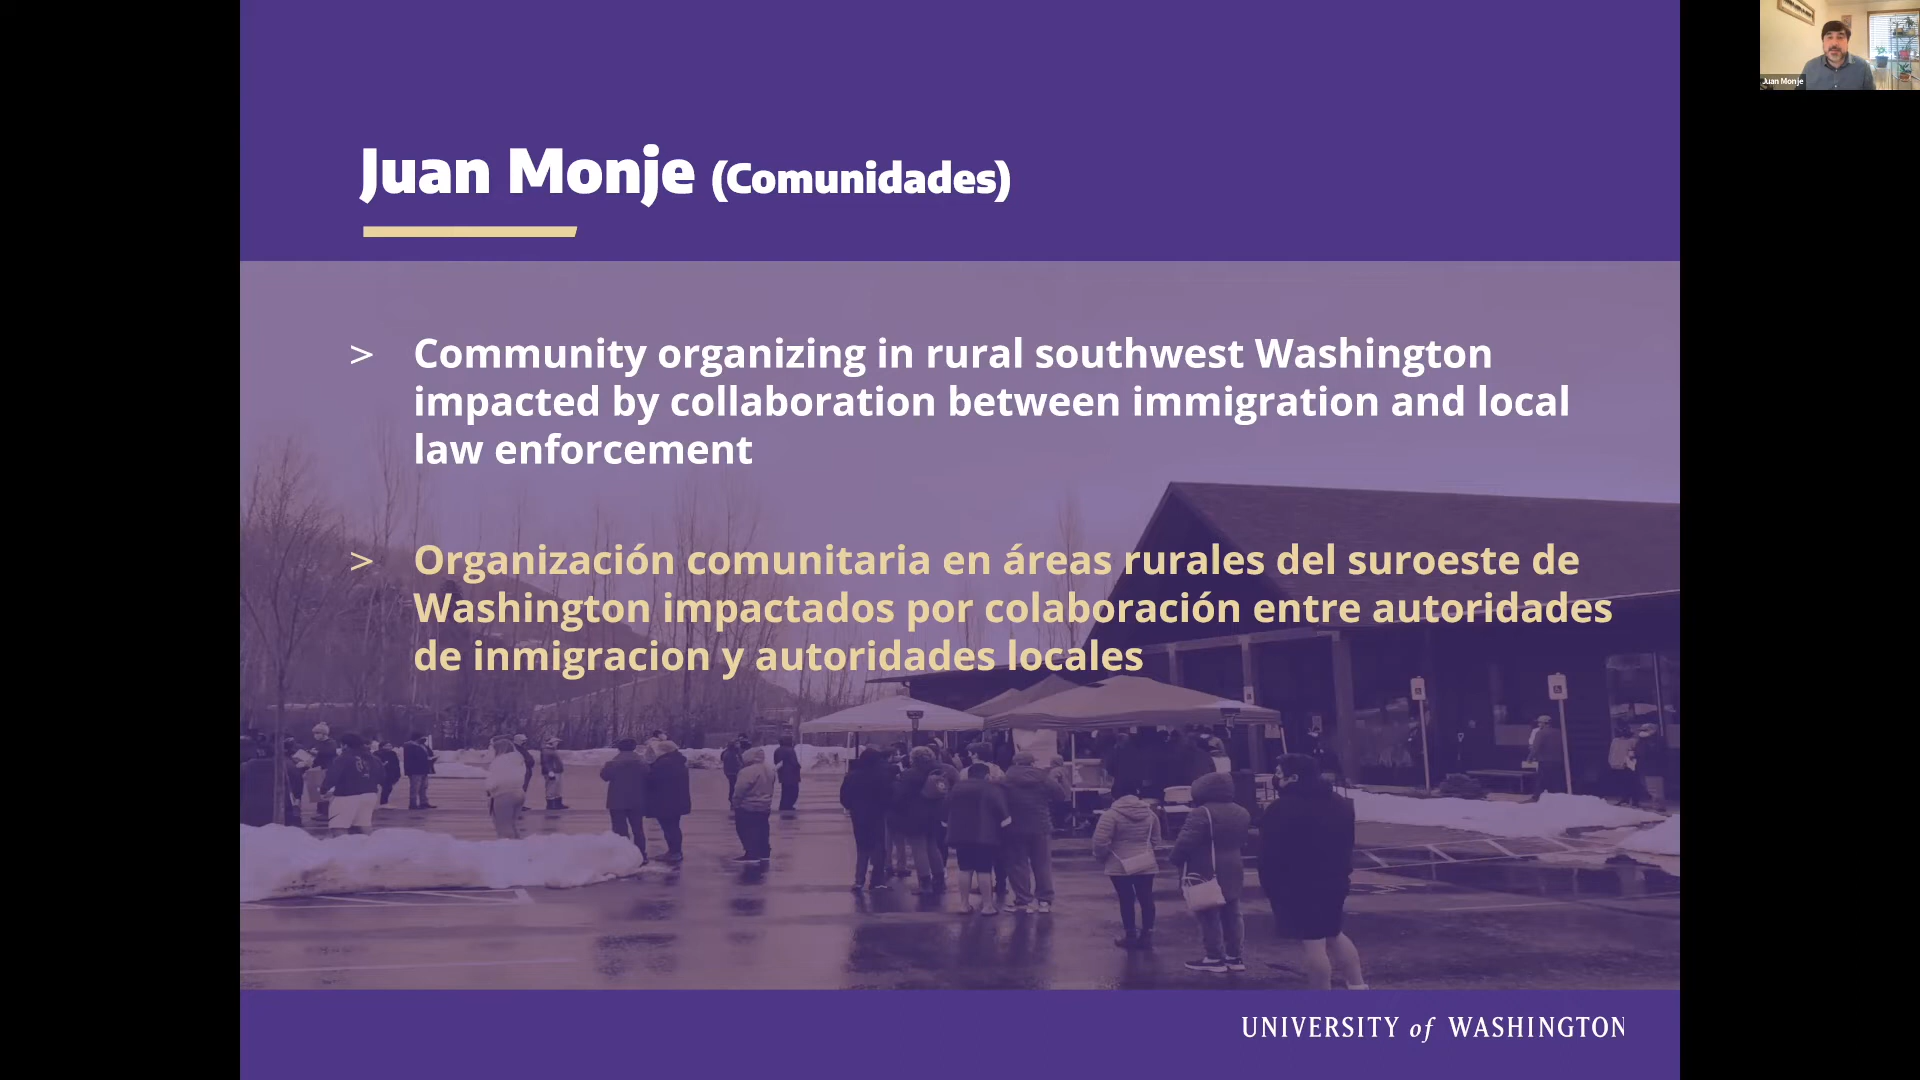 Juan Monje
Juan Monje (Comunidades)
> Community organizing in rural southwest Washington
impacted by collaboration between immigration and local
law enforcement
> Organización comunitaria en áreas rurales del suroeste de
Washington impactados por colaboración entre autoridades
de inmigracion y autoridades locales
UNIVERSITY of WASHINGTON